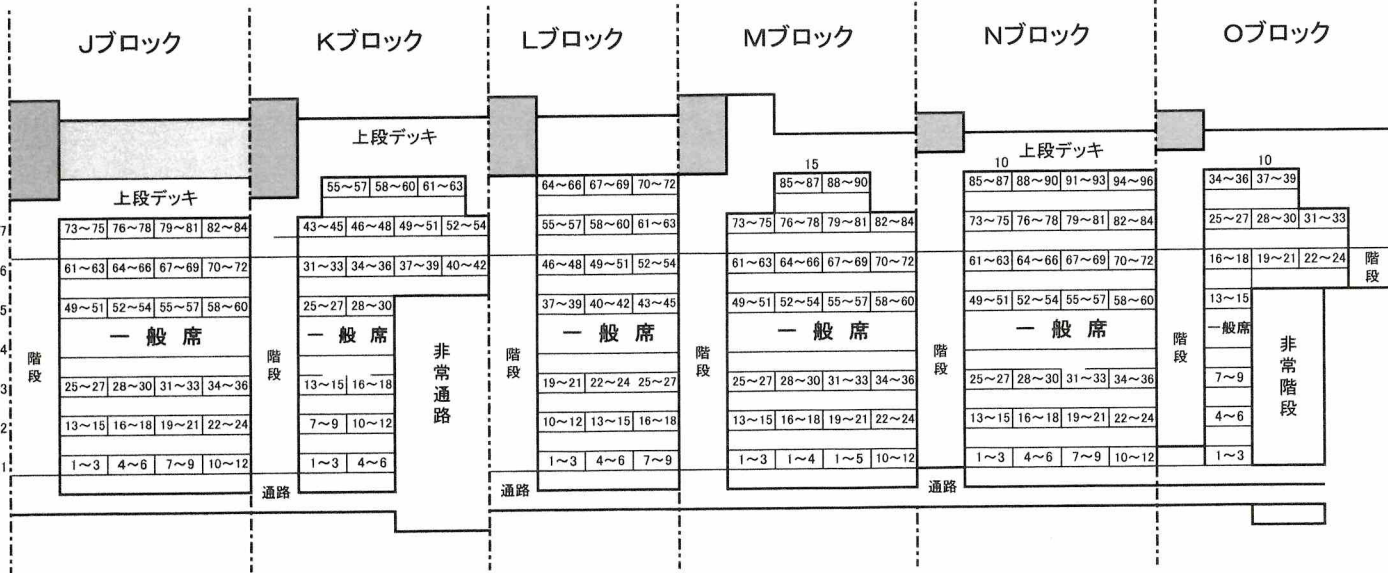 Jブロック Kブロック Lブロック Mブロック Nブロック Oブロック
上段デッキ
上段デッキ
15
10
10
55～57 58～60 61～63
64～66 67～69 70～72
85～87 88～90
85～87 88～90 91～93 94～96
34～36 37～39
上段デッキ
7 73～75 76～78 79～81 82～84
43～45 46～48 49～51 52～54
55～57 58～60 61～63
73～75 76～78 79～81 82～84
73～75 76～78 79～81 82～84
25～27 28～30 31～33
6 61～63 64～66 67～69 70～72
31～33 34～36 37～39 40～42
46～48 49～51 52～54
61～63 64～66 67～69 70～72
61～63 64～66 67～69 70～72
16～18 19～21 22～24
階段
5 49～51 52～54 55～57 58～60
25～27 28～30
37～39 40～42 43～45
49～51 52～54 55～57 58～60
49～51 52～54 55～57 58～60
13～15
4 階段 一般席
階段 一般席
非常通路
階段 一般席
階段 一般席
階段 一般席
階段 一般席
非常階段
3 25～27 28～30 31～33 34～36
13～15 16～18
19～21 22～24 25～27
25～27 28～30 31～33 34～36
25～27 28～30 31～33 34～36
7～9
2 13～15 16～18 19～21 22～24
7～9 10～12
10～12 13～15 16～18
13～15 16～18 19～21 22～24
13～15 16～18 19～21 22～24
4～6
1 1～3 4～6 7～9 10～12
1～3 4～6
1～3 4～6 7～9
1～3 1～4 1～5 10～12
1～3 4～6 7～9 10～12
1～3
通路
通路
通路